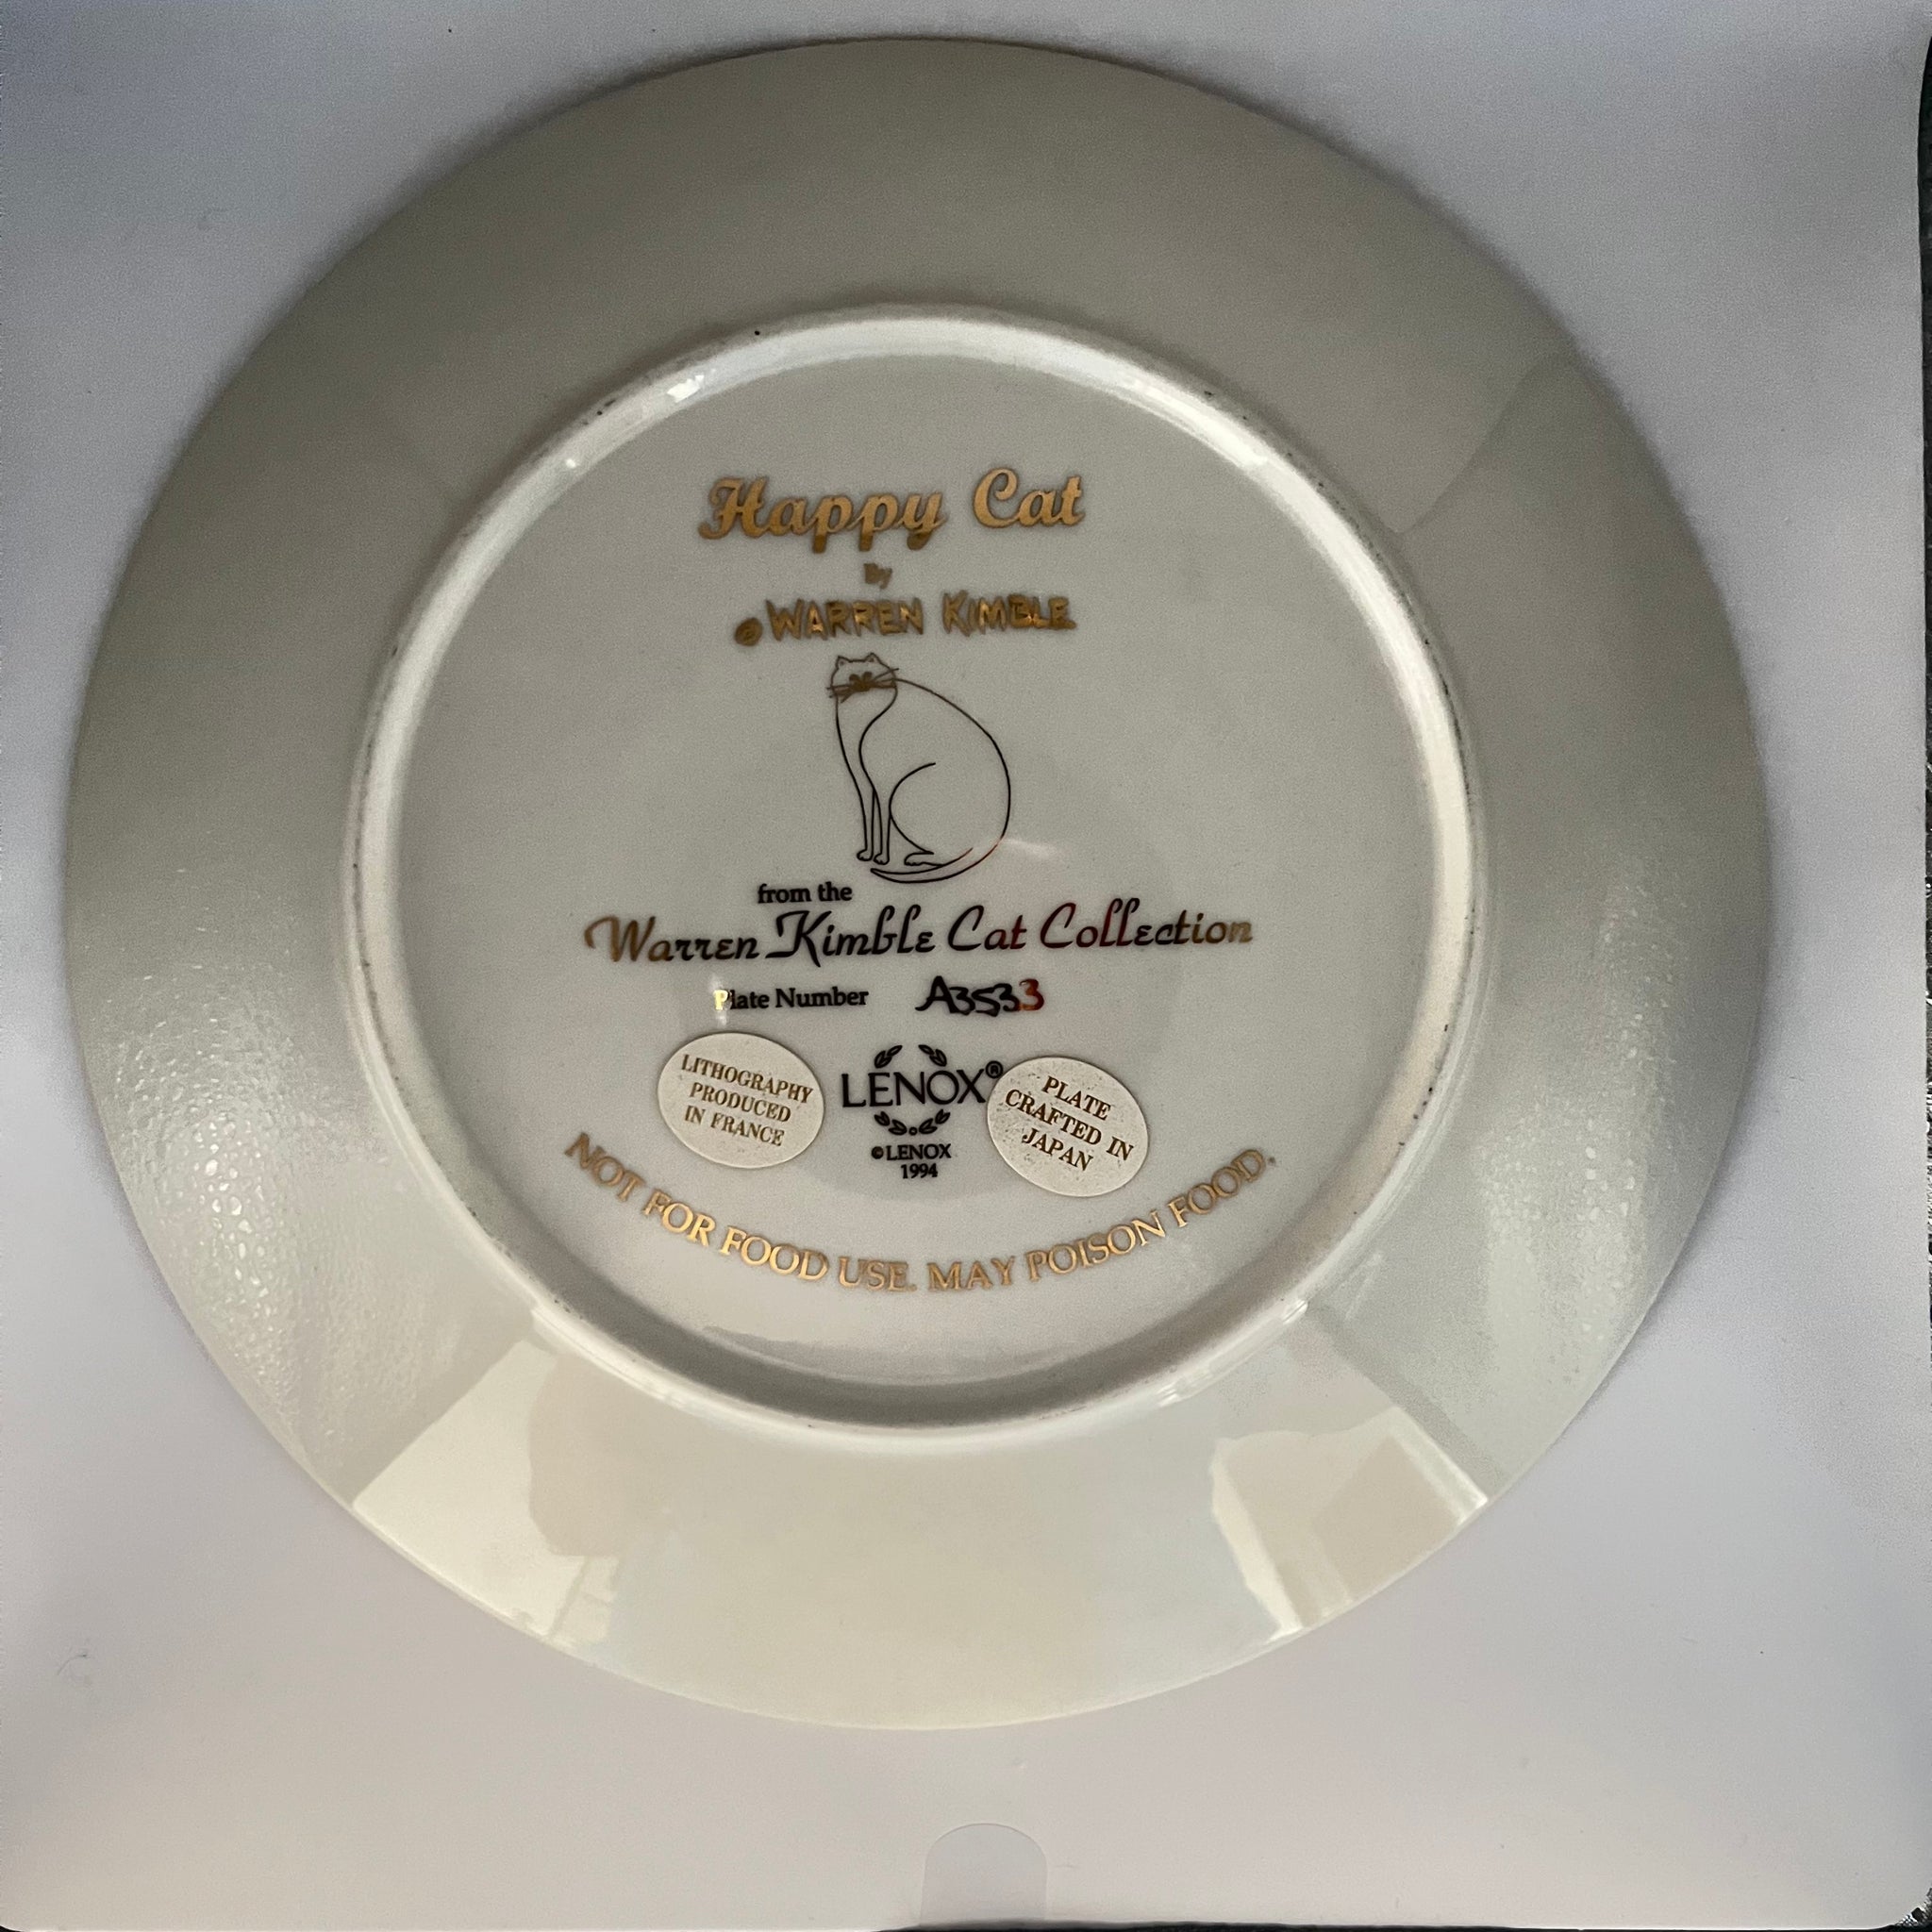 Happy Cat
By
© WARREN KIMBLE
from the
Warren Kimble Cat Collection
Plate Number A3533
LITHOGRAPHY
PRODUCED
IN FRANCE
LENOX®
© LENOX
1994
PLATE
CRAFTED IN
JAPAN
NOT FOR FOOD USE. MAY POISON FOOD.